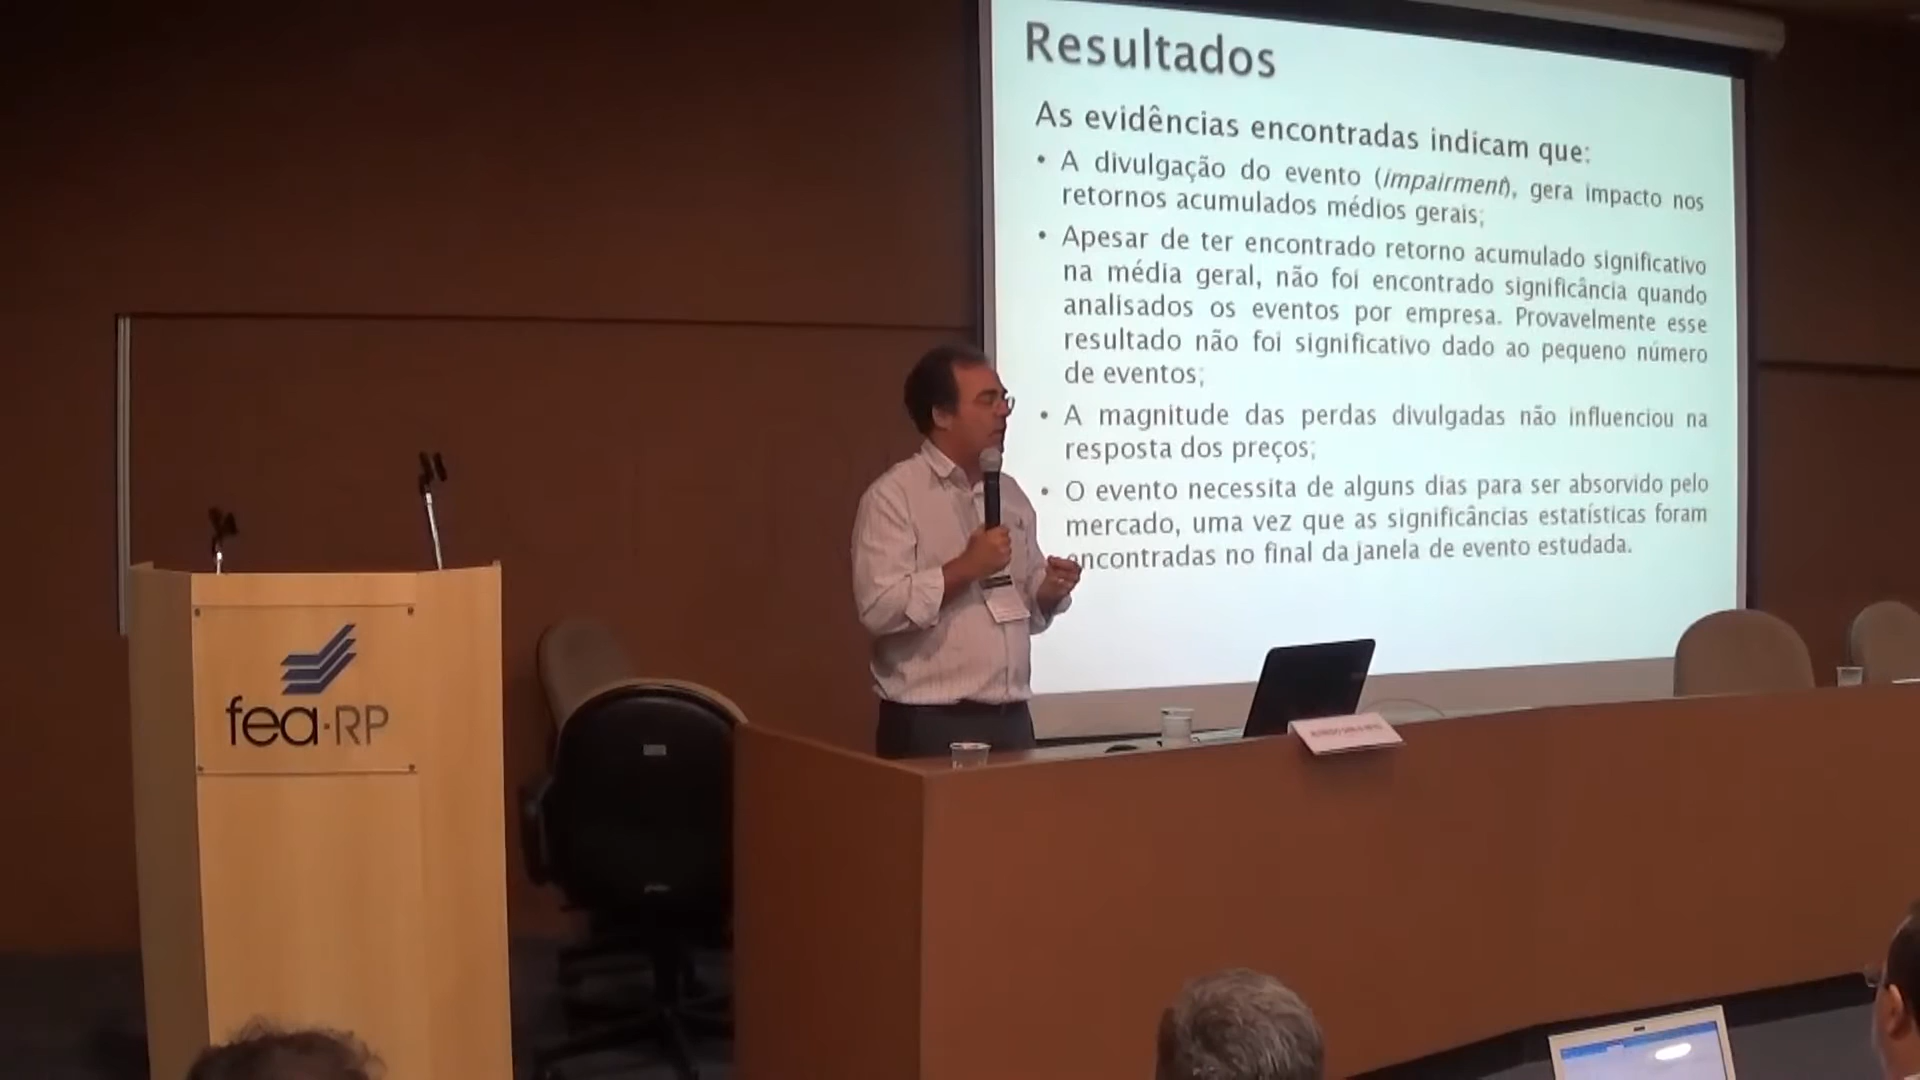 Resultados
As evidências encontradas indicam que:
• A divulgação do evento (impairment), gera impacto nos
retornos acumulados médios gerais;
• Apesar de ter encontrado retorno acumulado significativo
na média geral, não foi encontrado significância quando
analisados os eventos por empresa. Provavelmente esse
resultado não foi significativo dado ao pequeno número
de eventos;
• A magnitude das perdas divulgadas não influenciou na
resposta dos preços;
• O evento necessita de alguns dias para ser absorvido pelo
mercado, uma vez que as significâncias estatísticas foram
encontradas no final da janela de evento estudada.
fea-RP